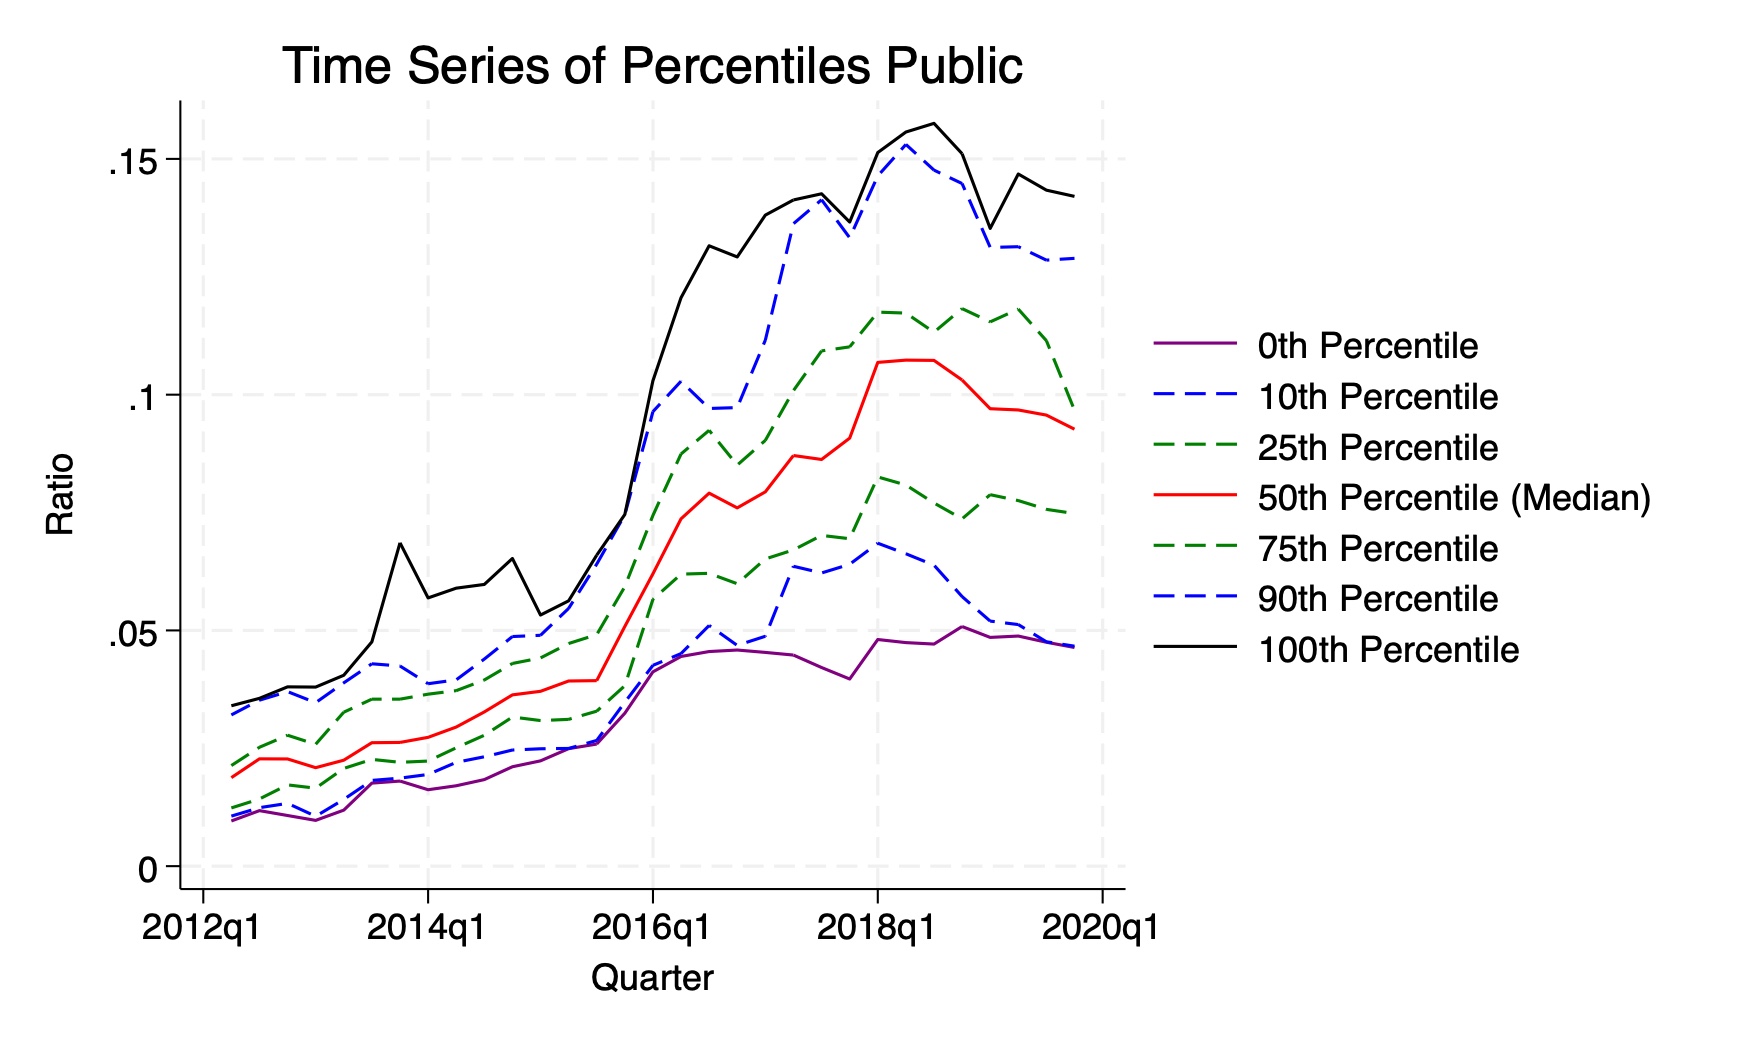 Time Series of Percentiles Public
.15
.1
.05
0
Ratio
2012q1 2014q1 2016q1 2018q1 2020q1
Quarter
0th Percentile
10th Percentile
25th Percentile
50th Percentile (Median)
75th Percentile
90th Percentile
100th Percentile